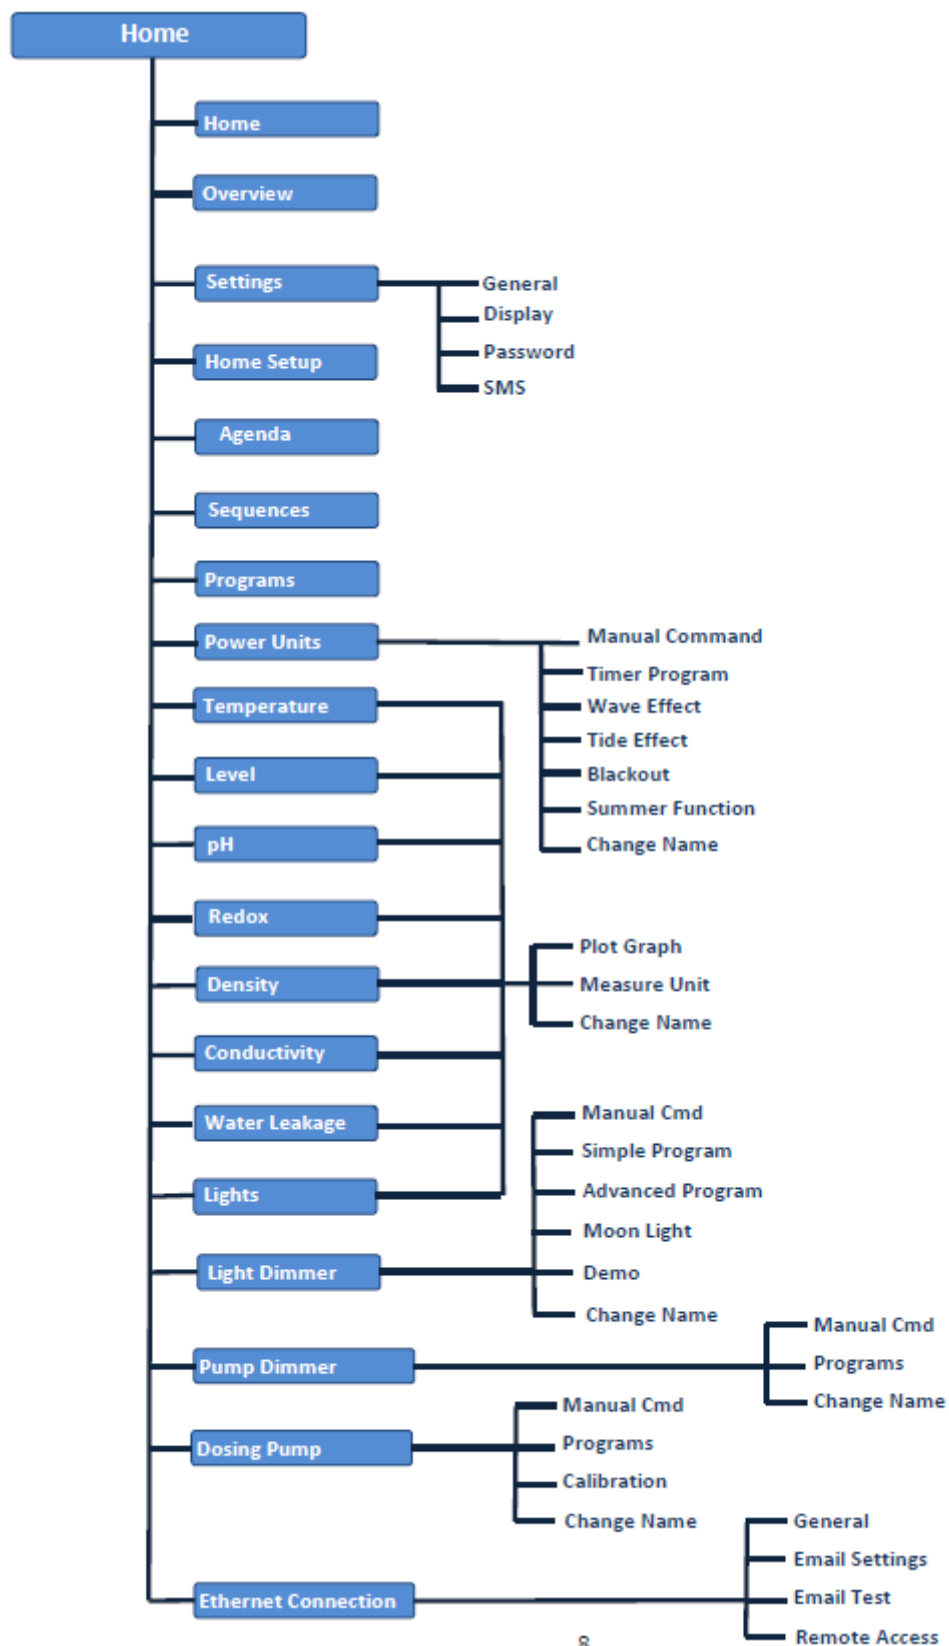 Home
Home
Overview
Settings
General
Display
Password
SMS
Home Setup
Agenda
Sequences
Programs
Power Units
Manual Command
Timer Program
Wave Effect
Tide Effect
Blackout
Summer Function
Change Name
Temperature
Level
pH
Redox
Density
Conductivity
Water Leakage
Lights
Plot Graph
Measure Unit
Change Name
Light Dimmer
Manual Cmd
Simple Program
Advanced Program
Moon Light
Demo
Change Name
Pump Dimmer
Manual Cmd
Programs
Change Name
Dosing Pump
Manual Cmd
Programs
Calibration
Change Name
Ethernet Connection
General
Email Settings
Email Test
Remote Access
8